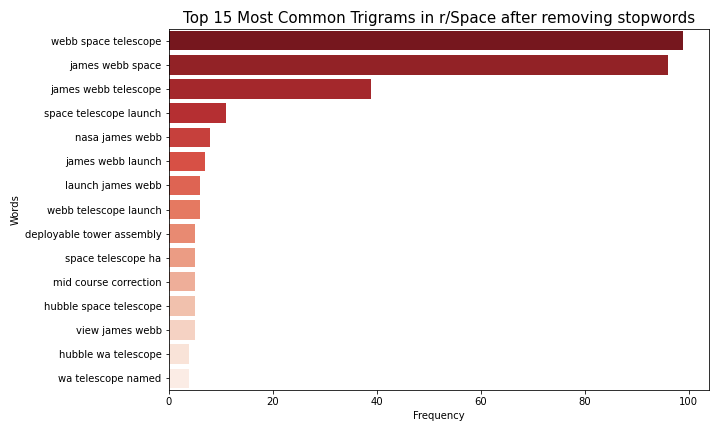 Top 15 Most Common Trigrams in r/Space after removing stopwords
webb space telescope
james webb space
james webb telescope
space telescope launch
nasa james webb
james webb launch
launch james webb
webb telescope launch
deployable tower assembly
space telescope ha
mid course correction
hubble space telescope
view james webb
hubble wa telescope
wa telescope named
Words
0 20 40 60 80 100
Frequency